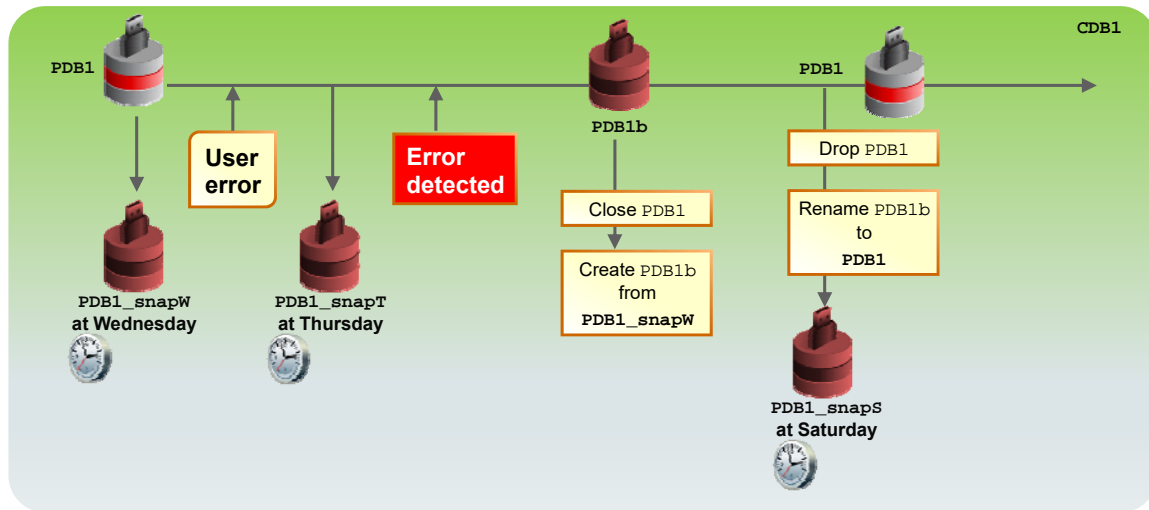 CDB1
PDB1
User
error
Error
detected
PDB1b
PDB1
Drop PDB1
Close PDB1
Rename PDB1b
to
PDB1
Create PDB1b
from
PDB1_snapW
PDB1_snapW
at Wednesday
PDB1_snapT
at Thursday
PDB1_snapS
at Saturday